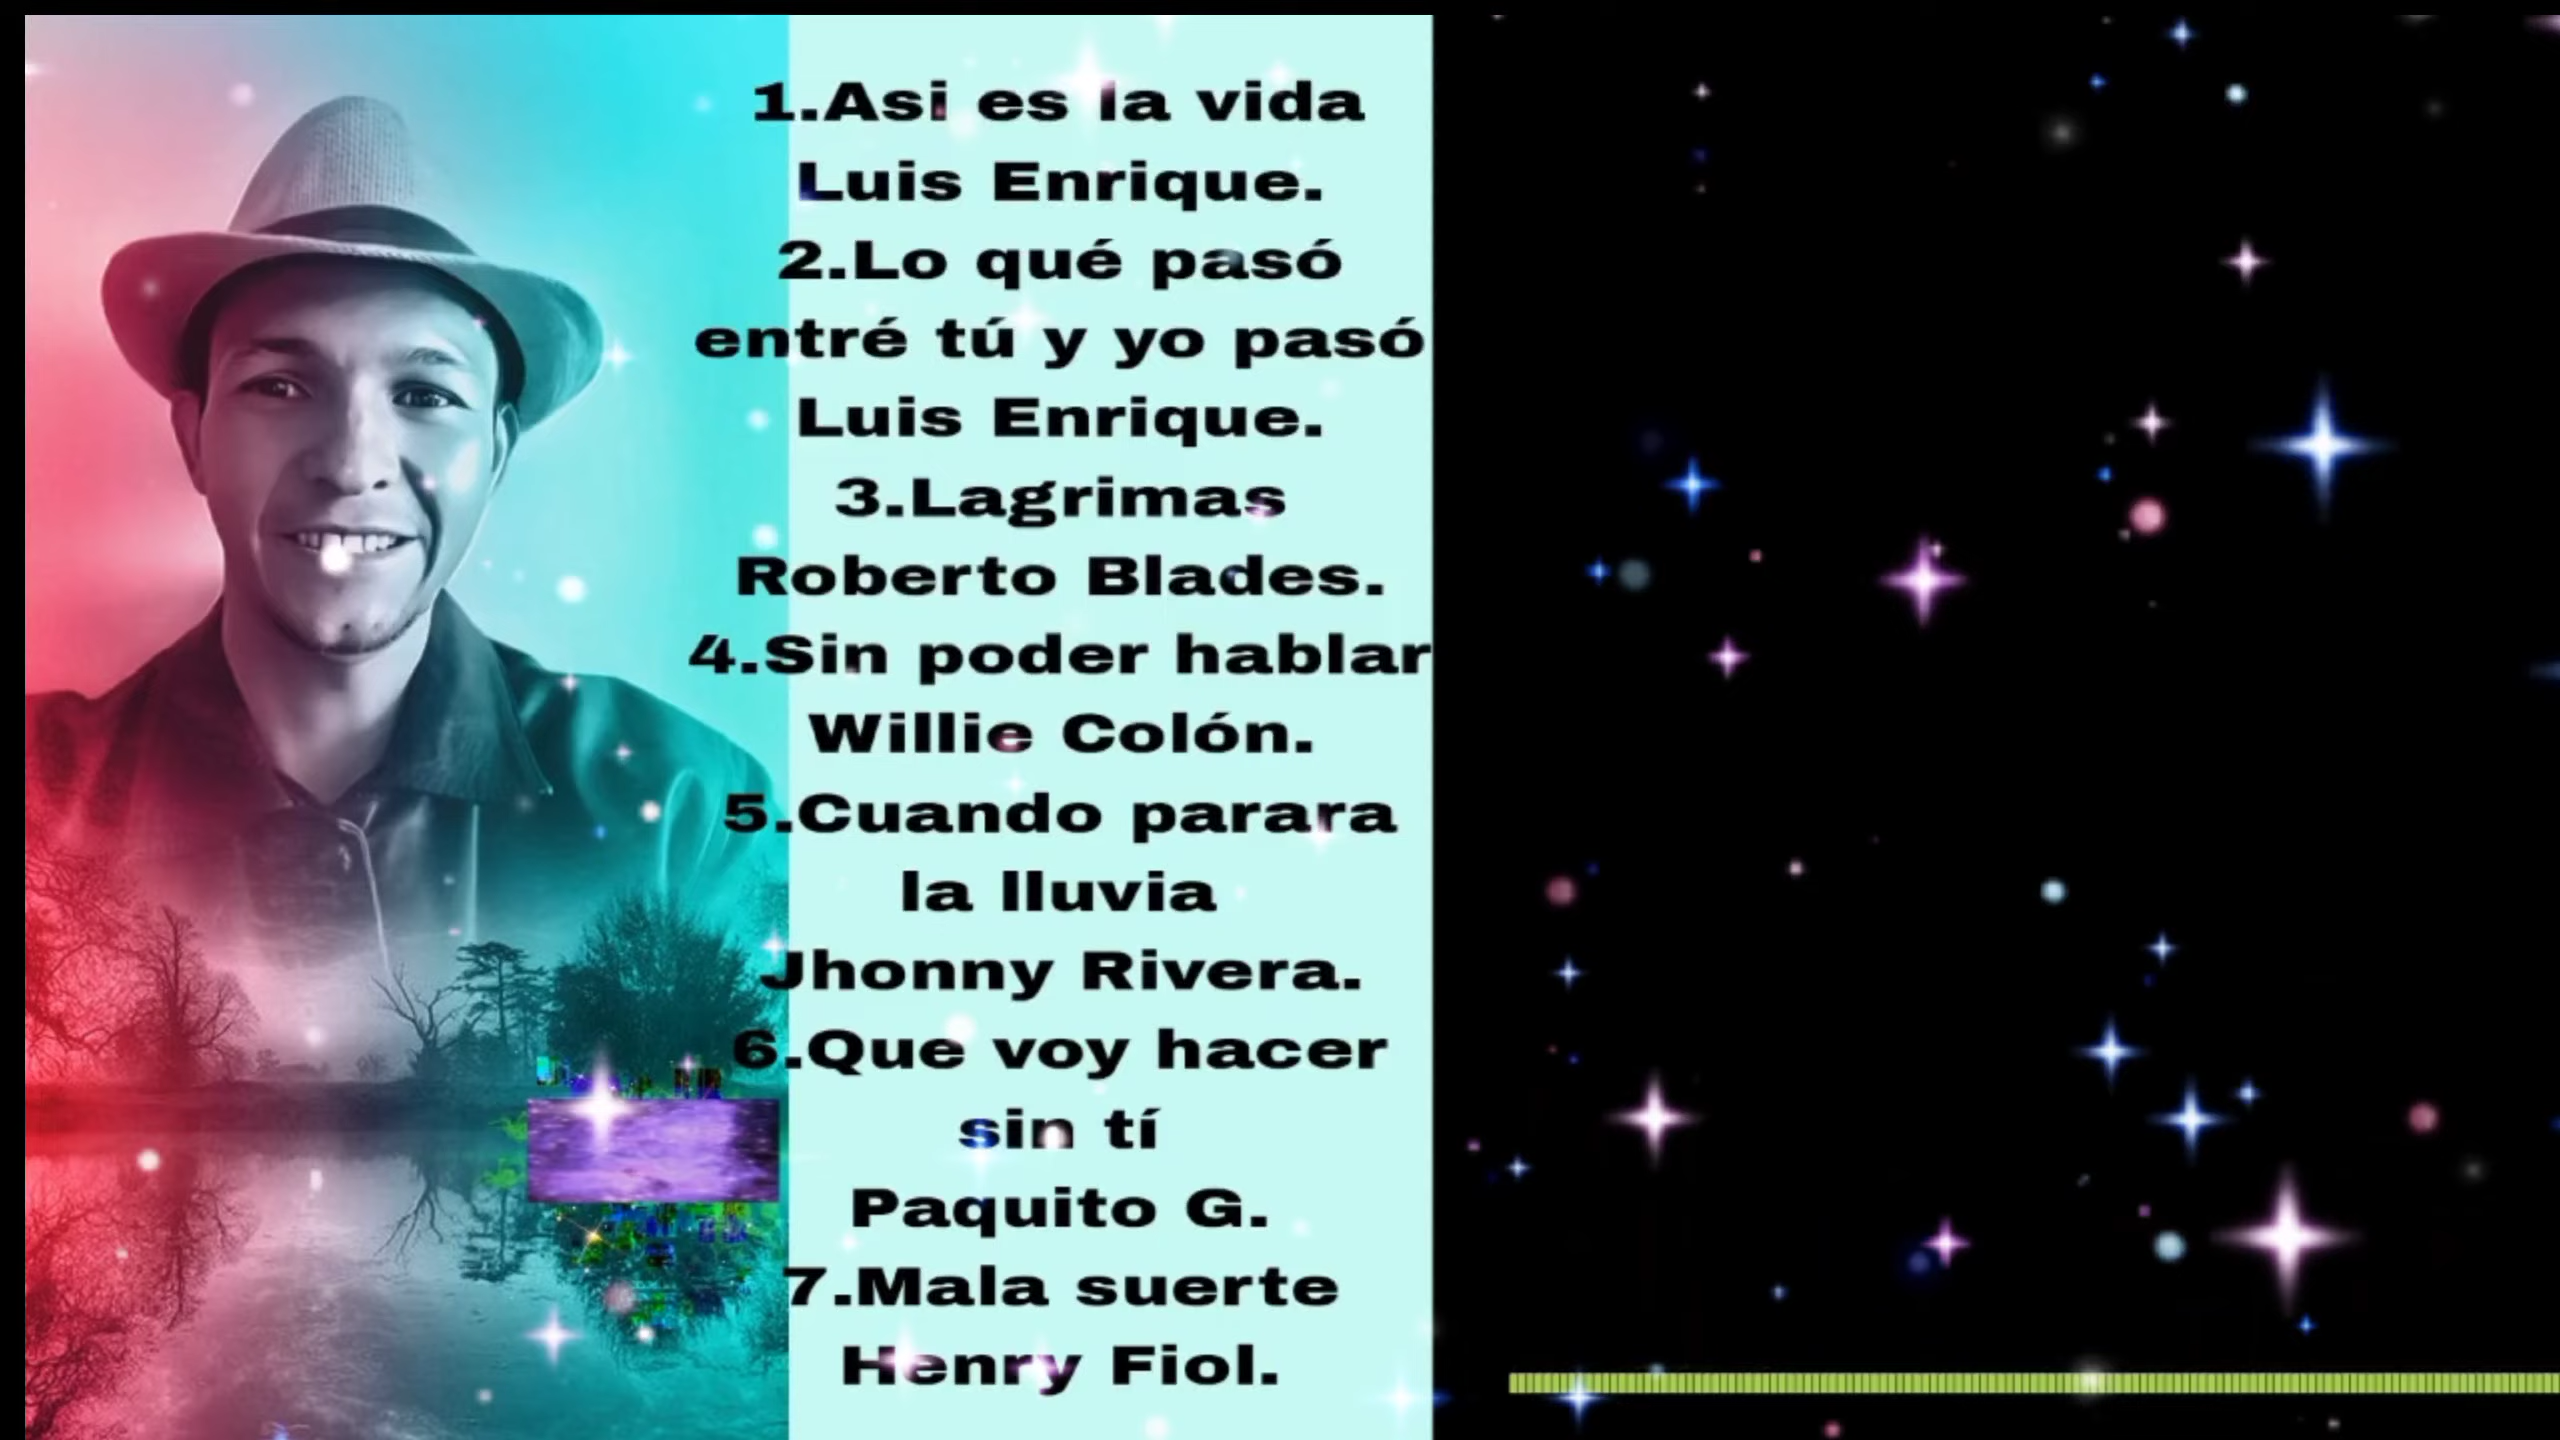 1.Asi es la vida
Luis Enrique.
2.Lo qué pasó
entré tú y yo pasó
Luis Enrique.
3.Lagrimas
Roberto Blades.
4.Sin poder hablar
Willie Colón.
5.Cuando parara
la lluvia
Jhonny Rivera.
6.Que voy hacer
sin tí
Paquito G.
7.Mala suerte
Henry Fiol.